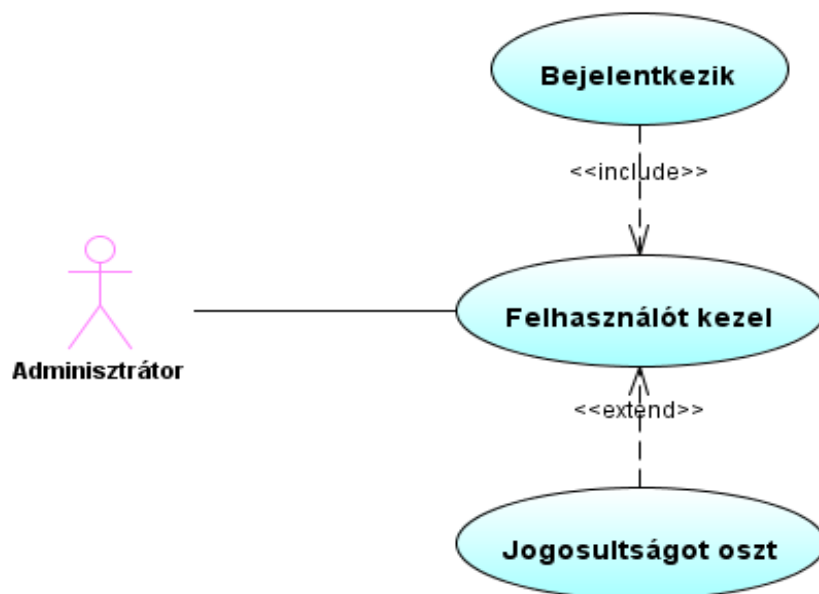 Bejelentkezik
<<include>>
Felhasználót kezel
Adminisztrátor
<<extend>>
Jogosultságot oszt